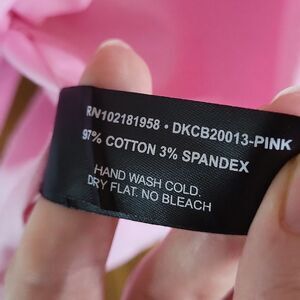 RN102181958 • DKCB20013-PINK
97% COTTON 3% SPANDEX
HAND WASH COLD.
DRY FLAT. NO BLEACH